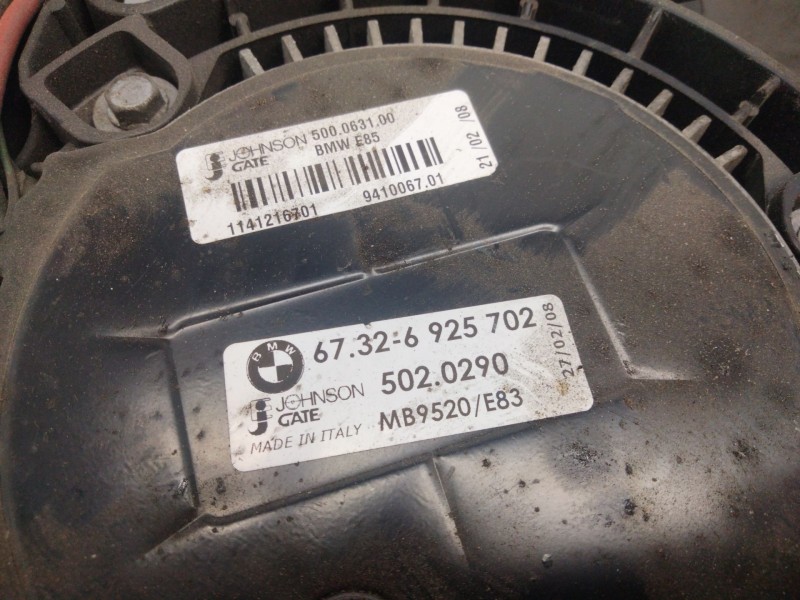 JOHNSON 500.0631.00
GATE BMW E85
21/02 /08
1141216701 9410067.01
BMW 67.32-6 925 702
JOHNSON 502.0290
GATE MB9520/E83
MADE IN ITALY
27/02/08